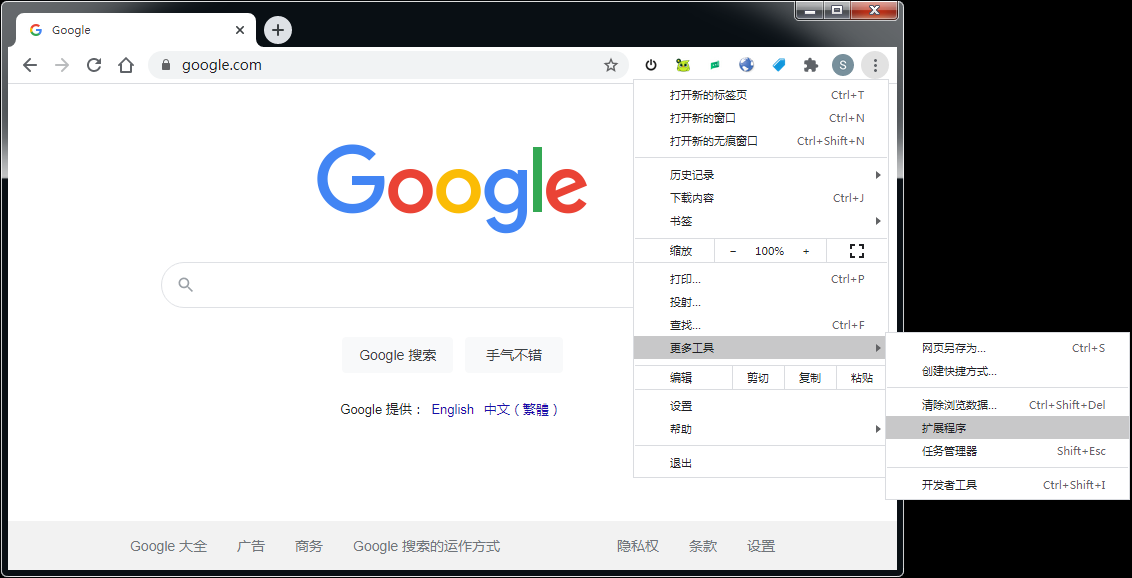 Google
google.com
S
打开新的标签页 Ctrl+T
打开新的窗口 Ctrl+N
打开新的无痕窗口 Ctrl+Shift+N
历史记录
下载内容 Ctrl+J
书签
缩放 − 100% +
打印... Ctrl+P
投射...
查找... Ctrl+F
更多工具
编辑 剪切 复制 粘贴
设置
帮助
退出
网页另存为... Ctrl+S
创建快捷方式...
清除浏览数据... Ctrl+Shift+Del
扩展程序
任务管理器 Shift+Esc
开发者工具 Ctrl+Shift+I
Google
Google 搜索 手气不错
Google 提供： English 中文（繁體）
Google 大全 广告 商务 Google 搜索的运作方式 隐私权 条款 设置